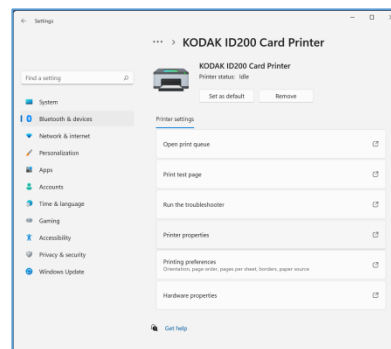 Settings
··· > KODAK ID200 Card Printer
KODAK ID200 Card Printer
Printer status: Idle
Set as default
Remove
Find a setting
System
Bluetooth & devices
Network & internet
Personalization
Apps
Accounts
Time & language
Gaming
Accessibility
Privacy & security
Windows Update
Printer settings
Open print queue
Print test page
Run the troubleshooter
Printer properties
Printing preferences
Orientation, page order, pages per sheet, borders, paper source
Hardware properties
Get help